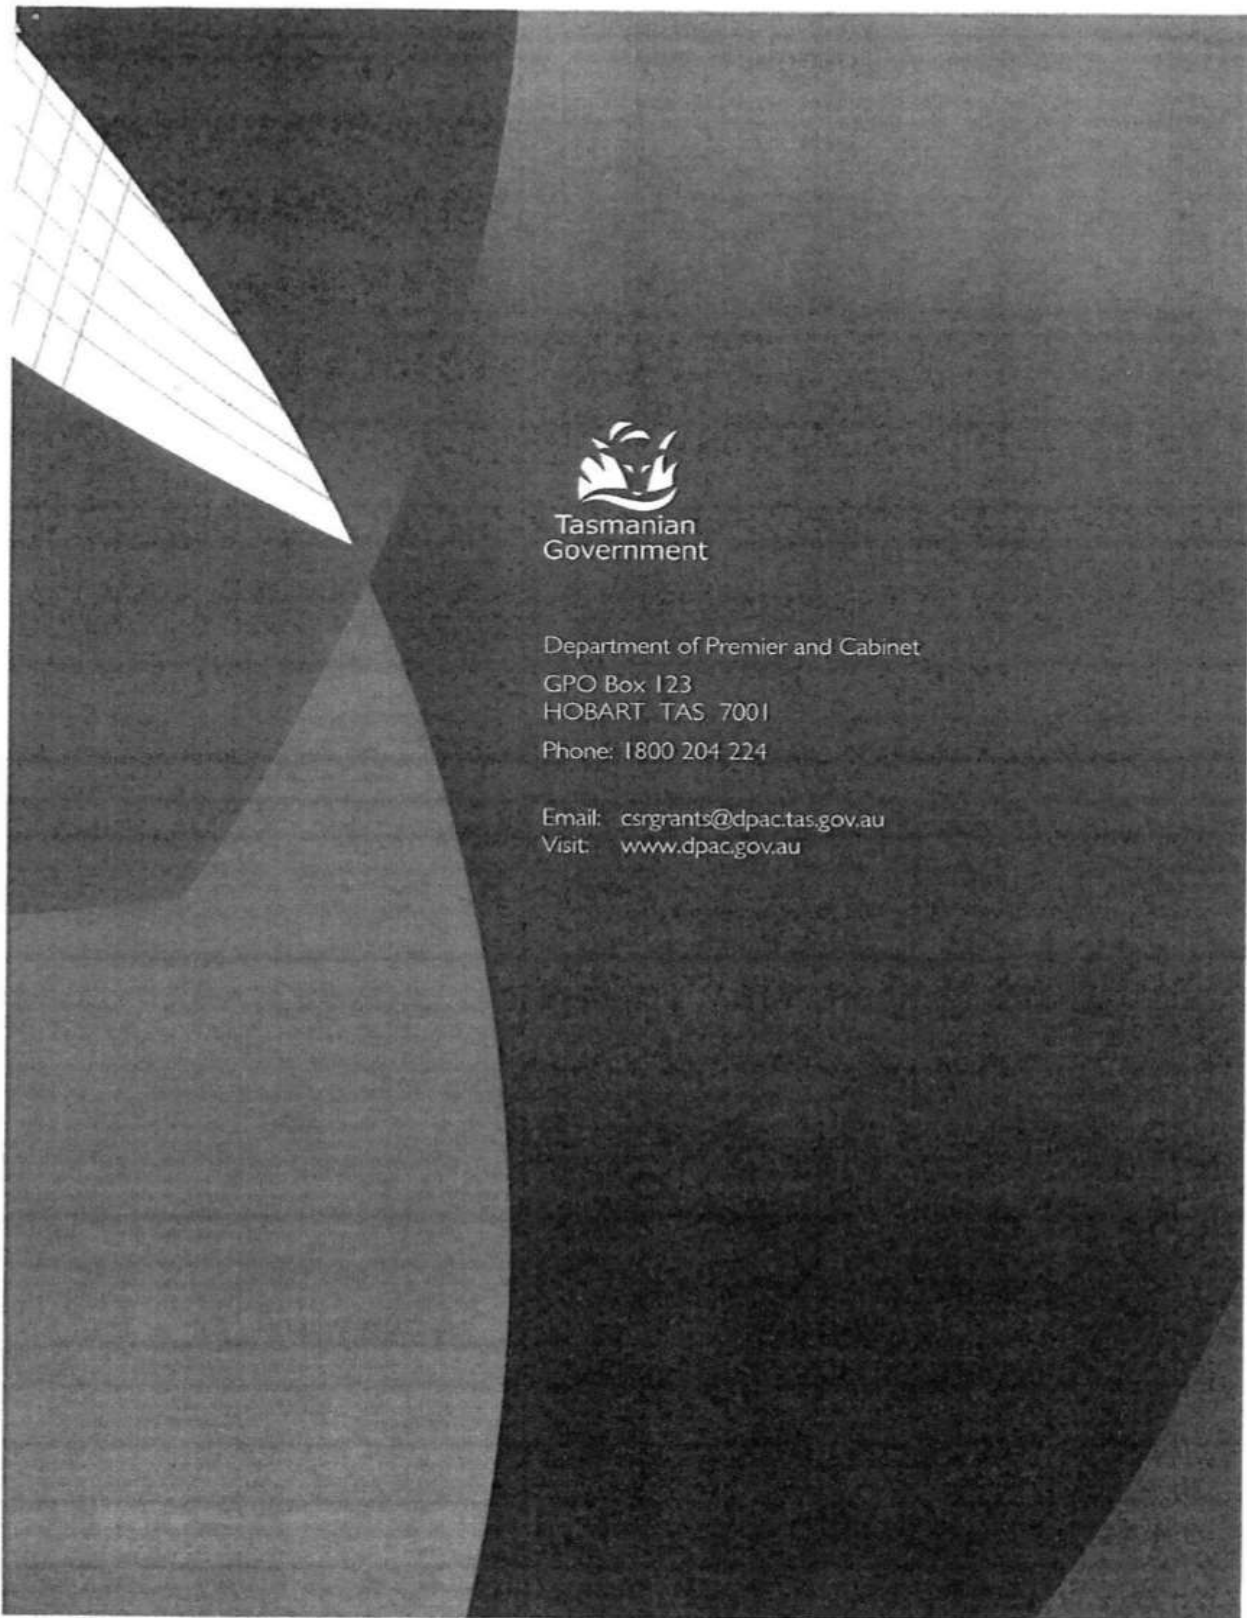 Tasmanian
Government
Department of Premier and Cabinet
GPO Box 123
HOBART TAS 7001
Phone: 1800 204 224
Email: csrgrants@dpac.tas.gov.au
Visit: www.dpac.gov.au